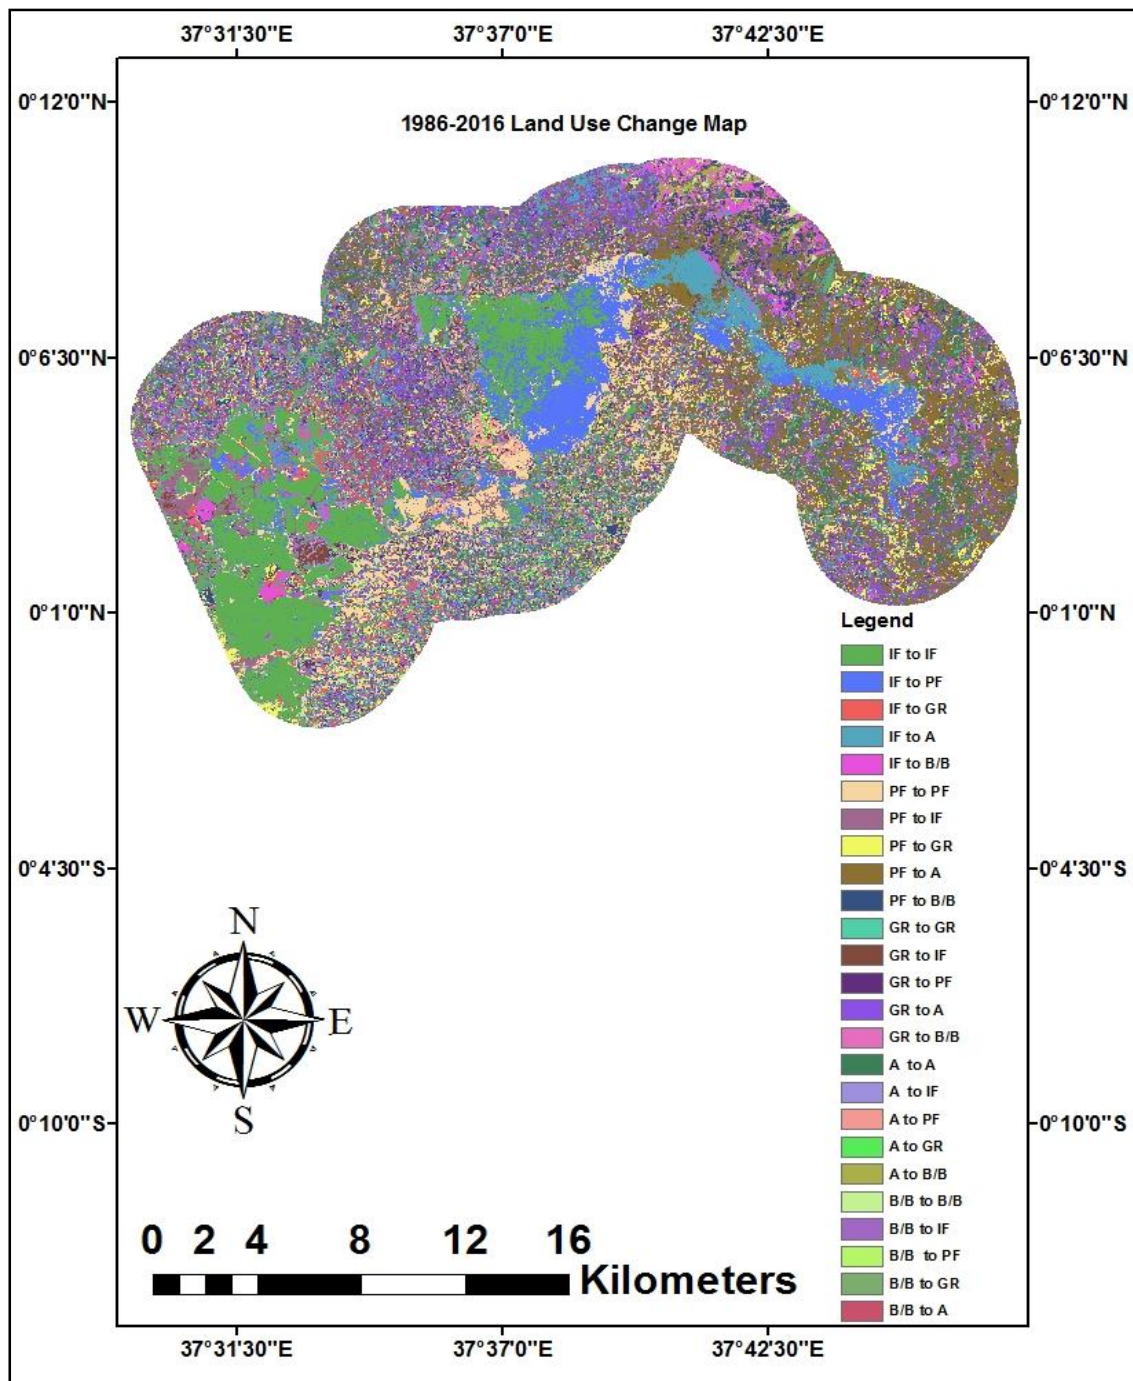 37°31'30"E 37°37'0"E 37°42'30"E
0°12'0"N 0°12'0"N
1986-2016 Land Use Change Map
0°6'30"N 0°6'30"N
0°1'0"N 0°1'0"N
Legend
IF to IF
IF to PF
IF to GR
IF to A
IF to B/B
PF to PF
PF to IF
PF to GR
PF to A
PF to B/B
GR to GR
GR to IF
GR to PF
GR to A
GR to B/B
A to A
A to IF
A to PF
A to GR
A to B/B
B/B to B/B
B/B to IF
B/B to PF
B/B to GR
B/B to A
0°4'30"S 0°4'30"S
N
W E
S
0°10'0"S 0°10'0"S
0 2 4 8 12 16
Kilometers
37°31'30"E 37°37'0"E 37°42'30"E